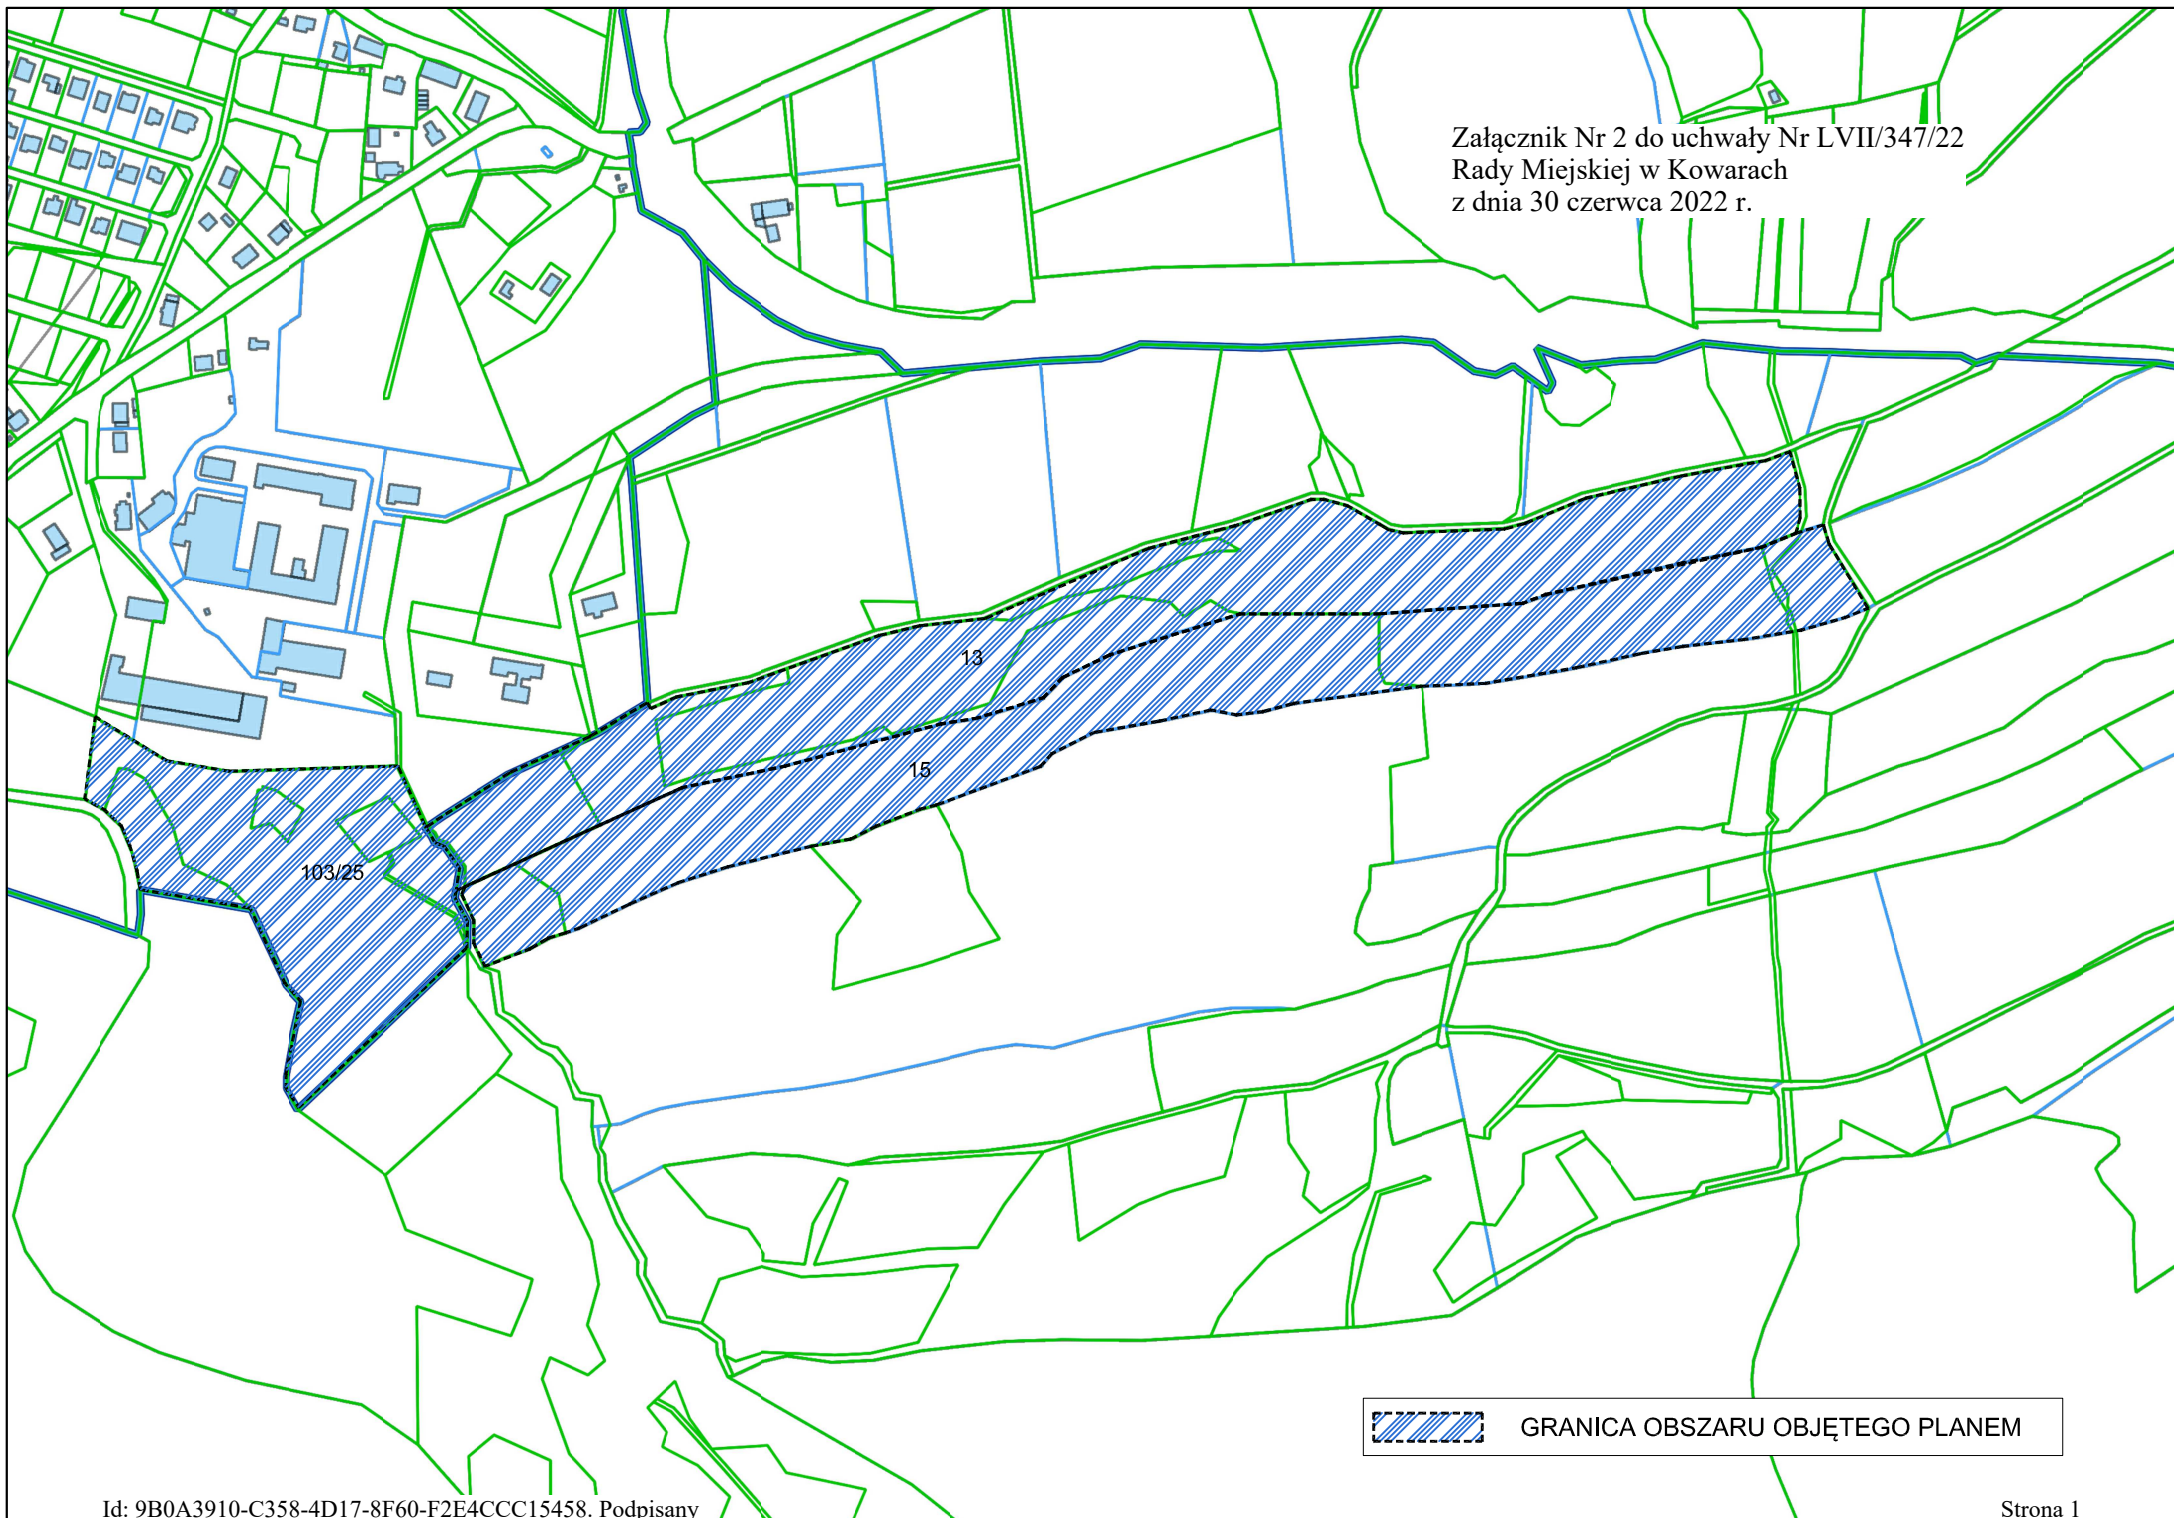 Załącznik Nr 2 do uchwały Nr LVII/347/22
Rady Miejskiej w Kowarach
z dnia 30 czerwca 2022 r.
13
15
103/25
GRANICA OBSZARU OBJĘTEGO PLANEM
Id: 9B0A3910-C358-4D17-8F60-F2E4CCC15458. Podpisany
Strona 1